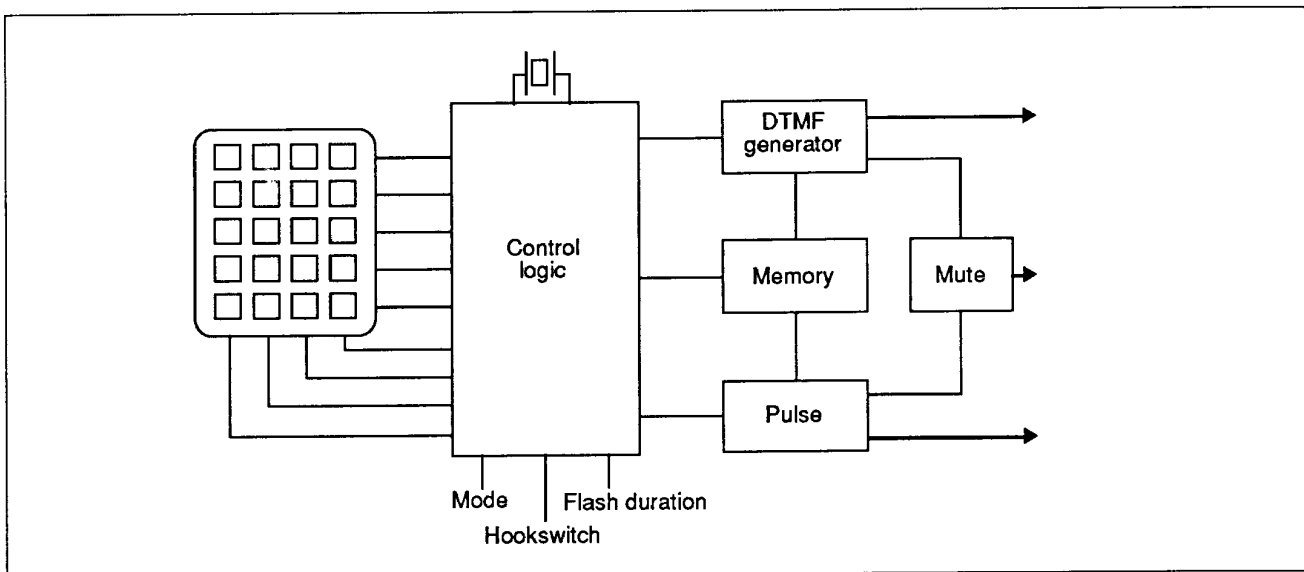 DTMF
generator
Control
logic
Memory
Mute
Pulse
Mode
Flash duration
Hookswitch